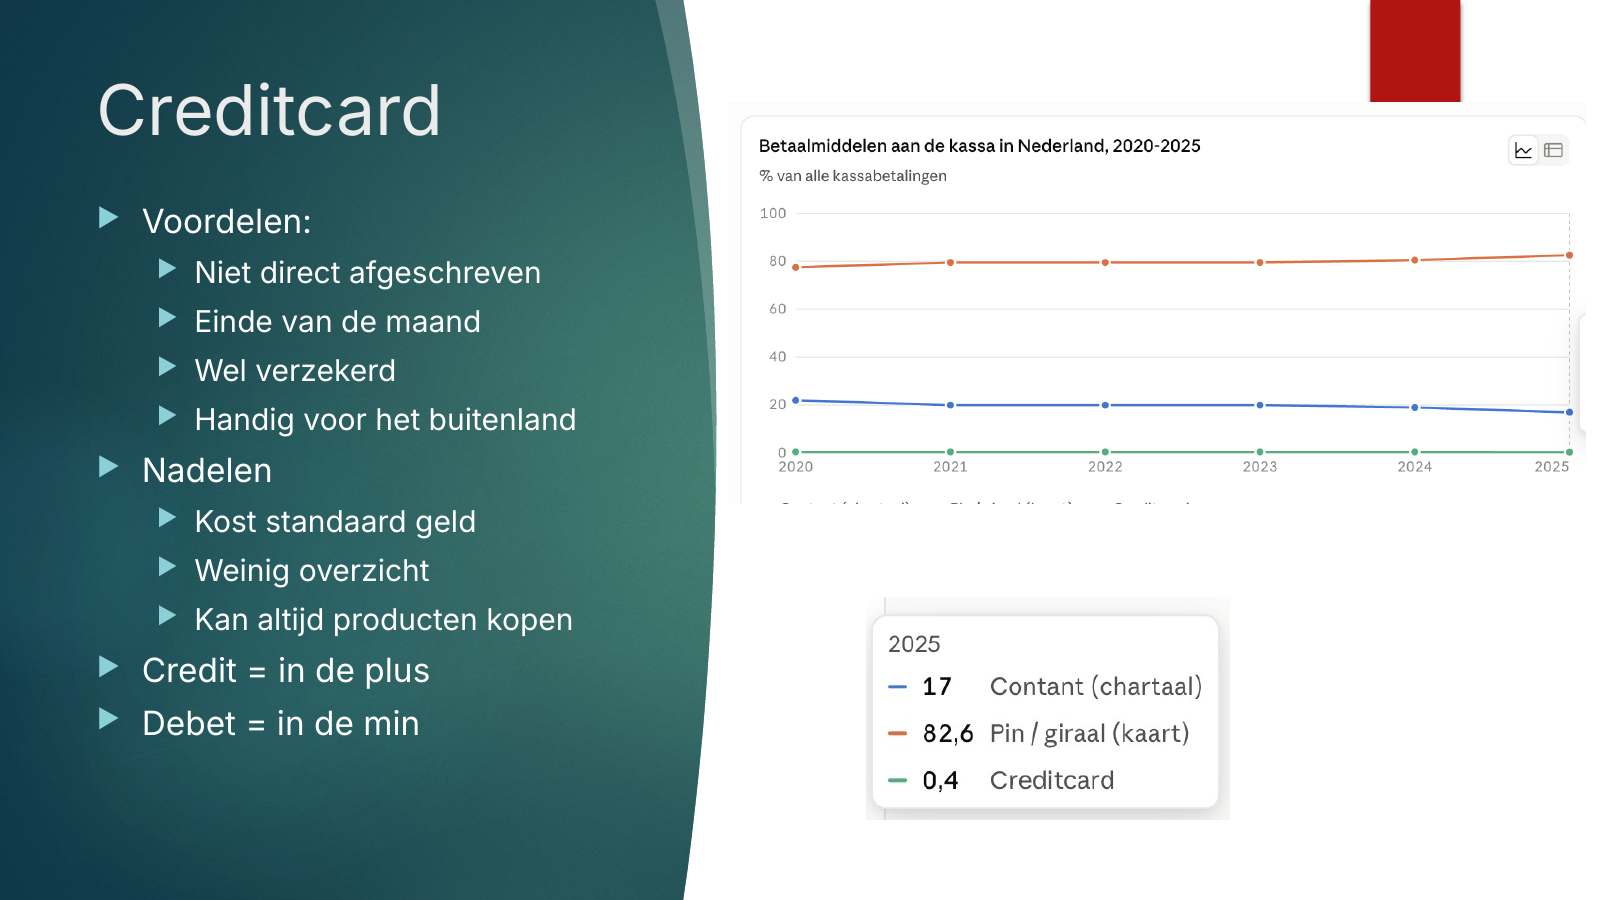 Creditcard
Voordelen:
Niet direct afgeschreven
Einde van de maand
Wel verzekerd
Handig voor het buitenland
Nadelen
Kost standaard geld
Weinig overzicht
Kan altijd producten kopen
Credit = in de plus
Debet = in de min
Betaalmiddelen aan de kassa in Nederland, 2020-2025
% van alle kassabetalingen
100
80
60
40
20
0
2020 2021 2022 2023 2024 2025
2025
17 Contant (chartaal)
82,6 Pin / giraal (kaart)
0,4 Creditcard